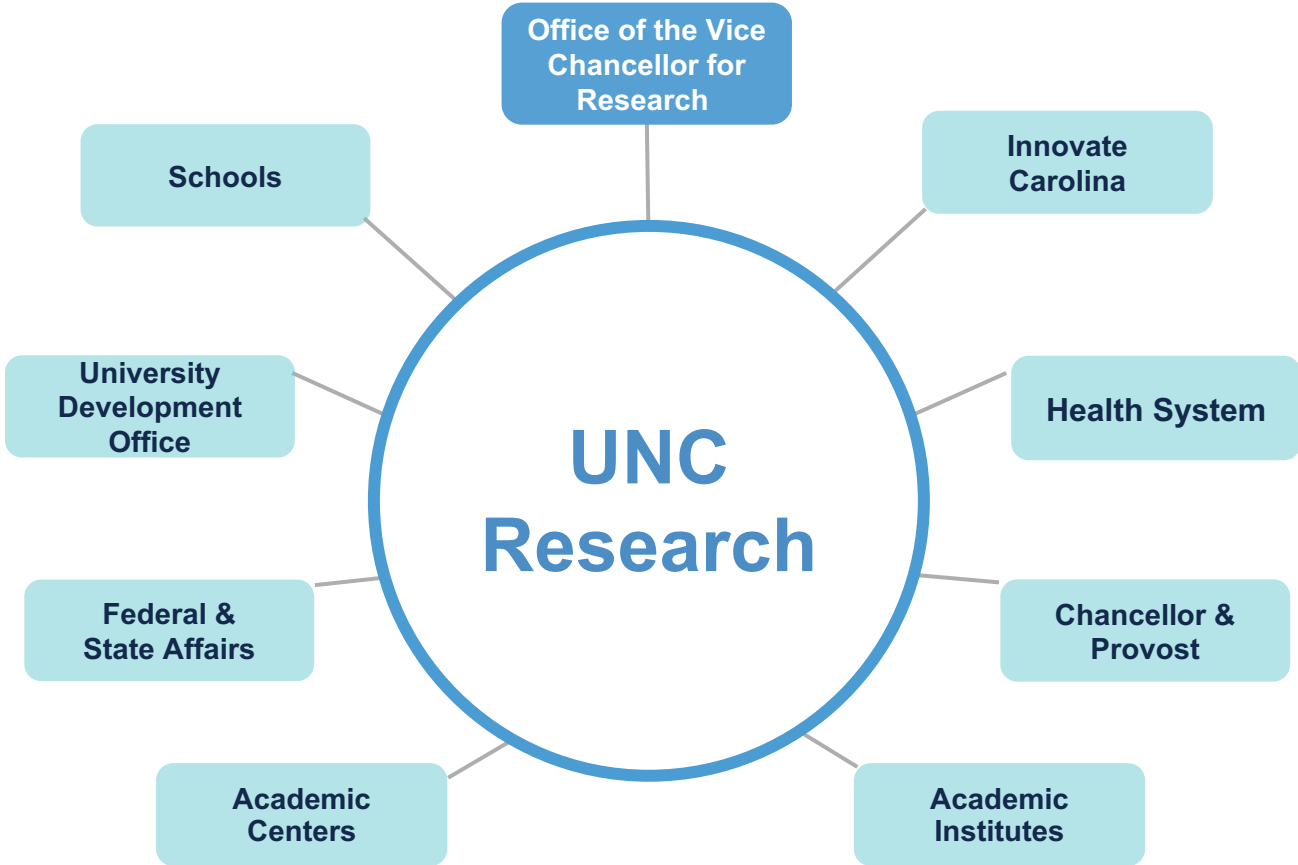 Office of the Vice
Chancellor for
Research
Schools
Innovate
Carolina
University
Development
Office
Health System
UNC
Research
Federal &
State Affairs
Chancellor &
Provost
Academic
Centers
Academic
Institutes